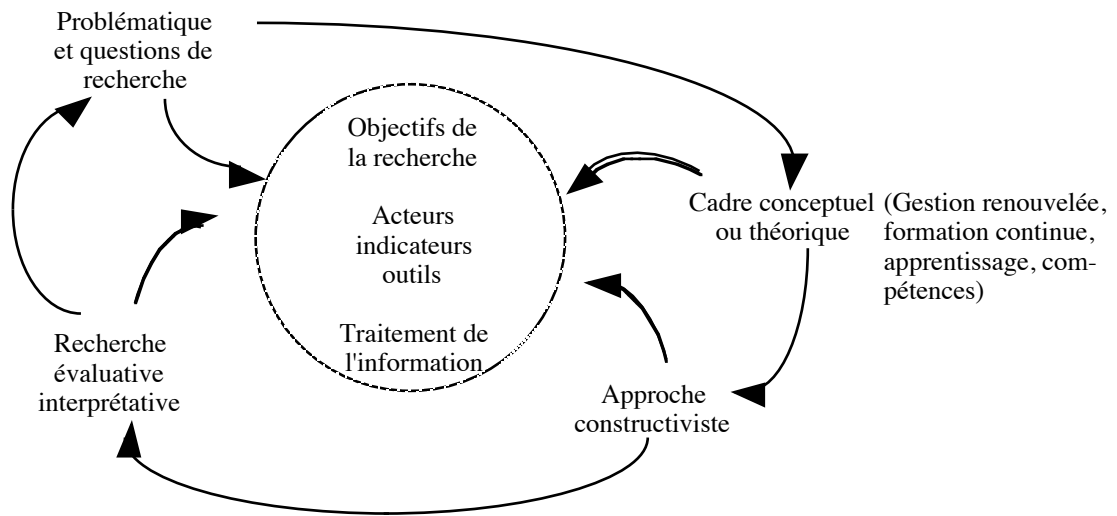 Problématique
et questions de
recherche
Objectifs de
la recherche
Acteurs
indicateurs
outils
Traitement de
l'information
Cadre conceptuel
ou théorique
(Gestion renouvelée,
formation continue,
apprentissage, com-
pétences)
Approche
constructiviste
Recherche
évaluative
interprétative